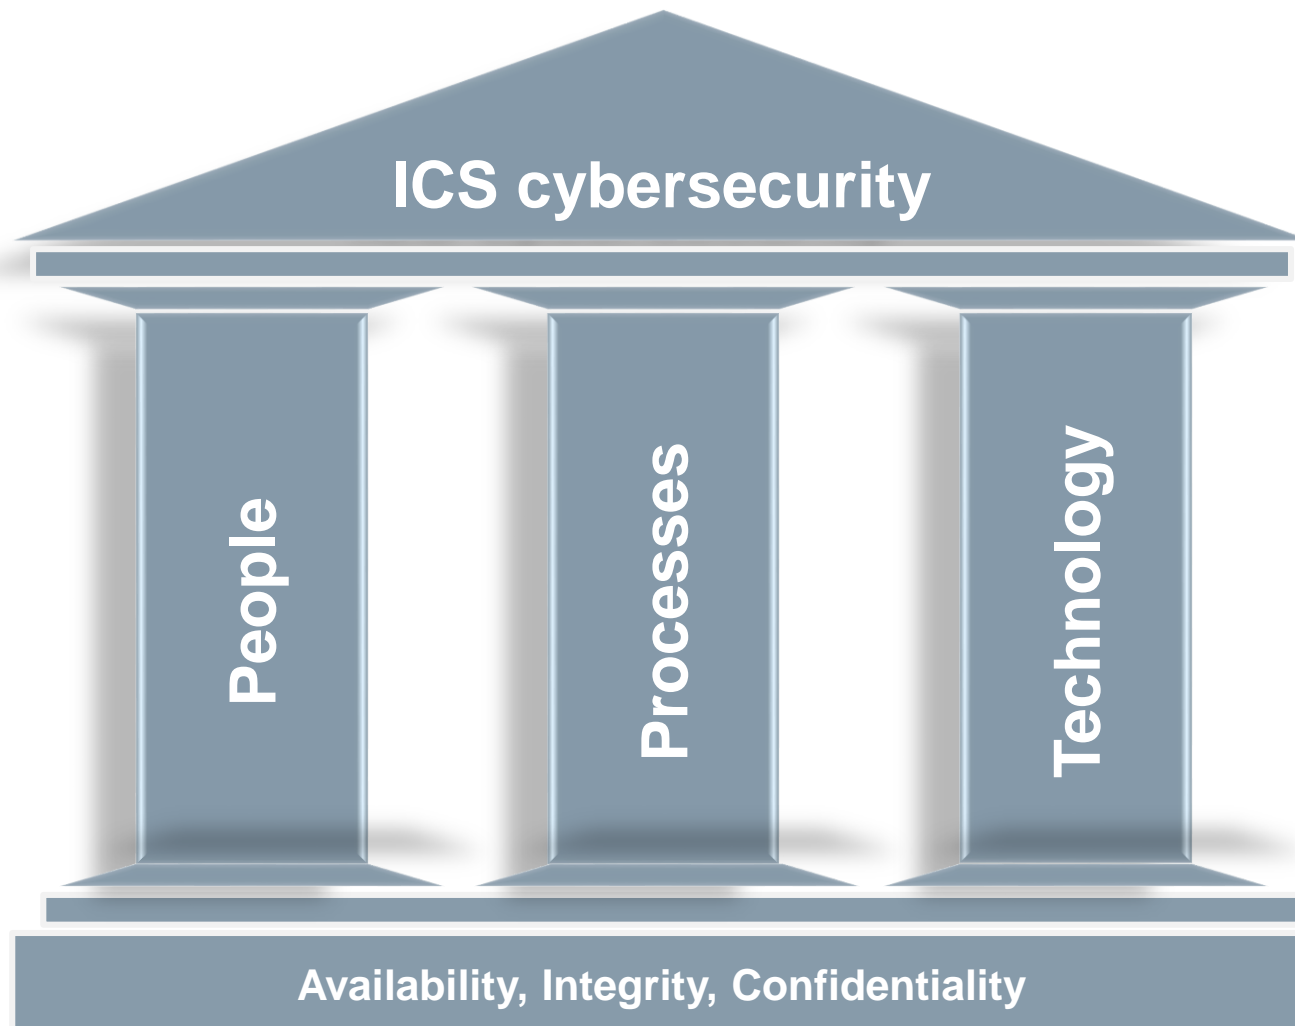 ICS cybersecurity
People
Processes
Technology
Availability, Integrity, Confidentiality